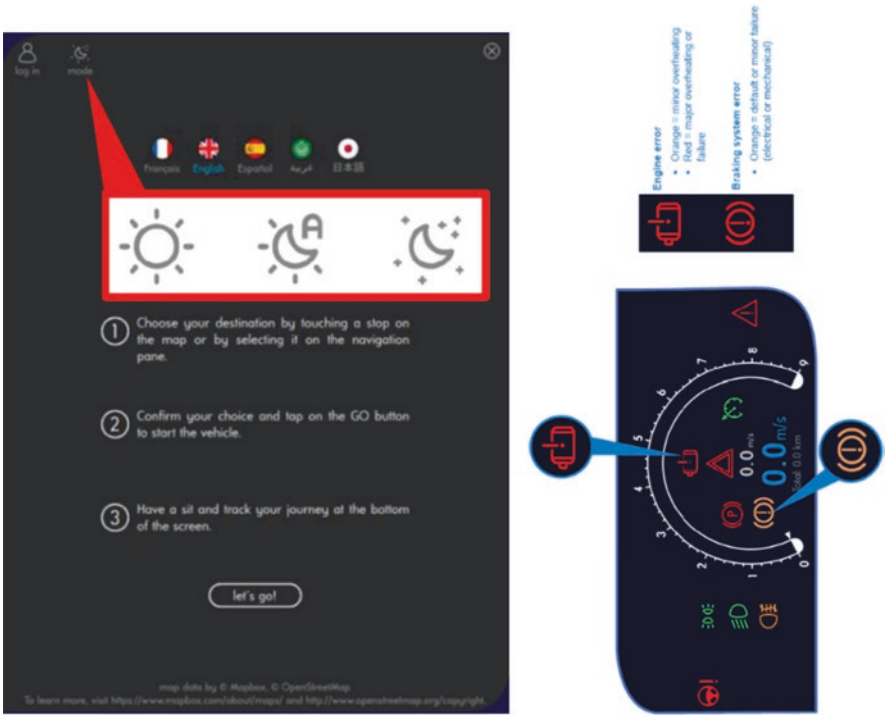 log in
mode
Français
English
Español
عربية
日本語
A
1
Choose your destination by touching a stop on
the map or by selecting it on the navigation
pane.
2
Confirm your choice and tap on the GO button
to start the vehicle.
3
Have a sit and track your journey at the bottom
of the screen.
let's go!
map data by © Mapbox, © OpenStreetMap
To learn more, visit https://www.mapbox.com/about/maps/ and http://www.openstreetmap.org/copyright.
Engine error
• Orange = minor overheating
• Red = major overheating or
failure
Braking system error
• Orange = default or minor failure
(electrical or mechanical)
0
1
2
3
4
5
6
7
8
9
P
0.0 m/s
0.0 m/s
Total: 0.0 km